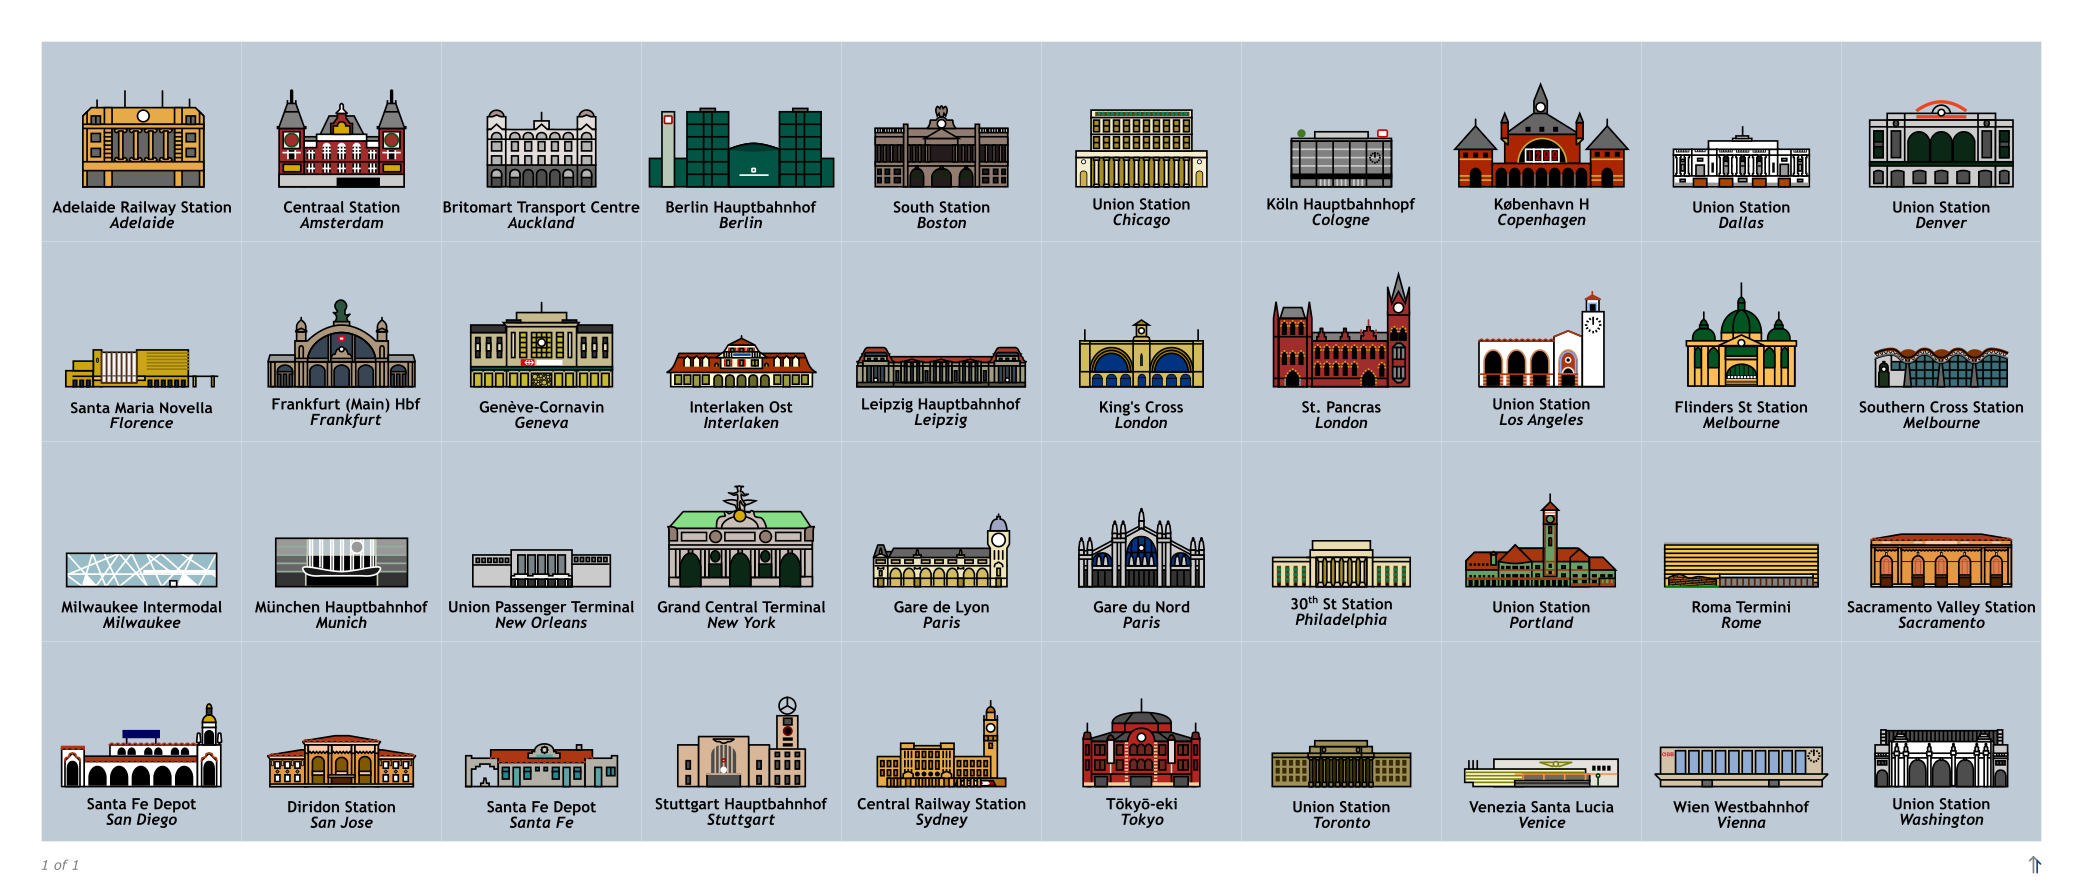 Adelaide Railway Station
Adelaide
Centraal Station
Amsterdam
Britomart Transport Centre
Auckland
Berlin Hauptbahnhof
Berlin
South Station
Boston
Union Station
Chicago
Köln Hauptbahnhopf
Cologne
København H
Copenhagen
Union Station
Dallas
Union Station
Denver
Santa Maria Novella
Florence
Frankfurt (Main) Hbf
Frankfurt
Genève-Cornavin
Geneva
Interlaken Ost
Interlaken
Leipzig Hauptbahnhof
Leipzig
King's Cross
London
St. Pancras
London
Union Station
Los Angeles
Flinders St Station
Melbourne
Southern Cross Station
Melbourne
Milwaukee Intermodal
Milwaukee
München Hauptbahnhof
Munich
Union Passenger Terminal
New Orleans
Grand Central Terminal
New York
Gare de Lyon
Paris
Gare du Nord
Paris
30th St Station
Philadelphia
Union Station
Portland
Roma Termini
Rome
Sacramento Valley Station
Sacramento
Santa Fe Depot
San Diego
Diridon Station
San Jose
Santa Fe Depot
Santa Fe
Stuttgart Hauptbahnhof
Stuttgart
Central Railway Station
Sydney
Tōkyō-eki
Tokyo
Union Station
Toronto
Venezia Santa Lucia
Venice
Wien Westbahnhof
Vienna
Union Station
Washington
1 of 1